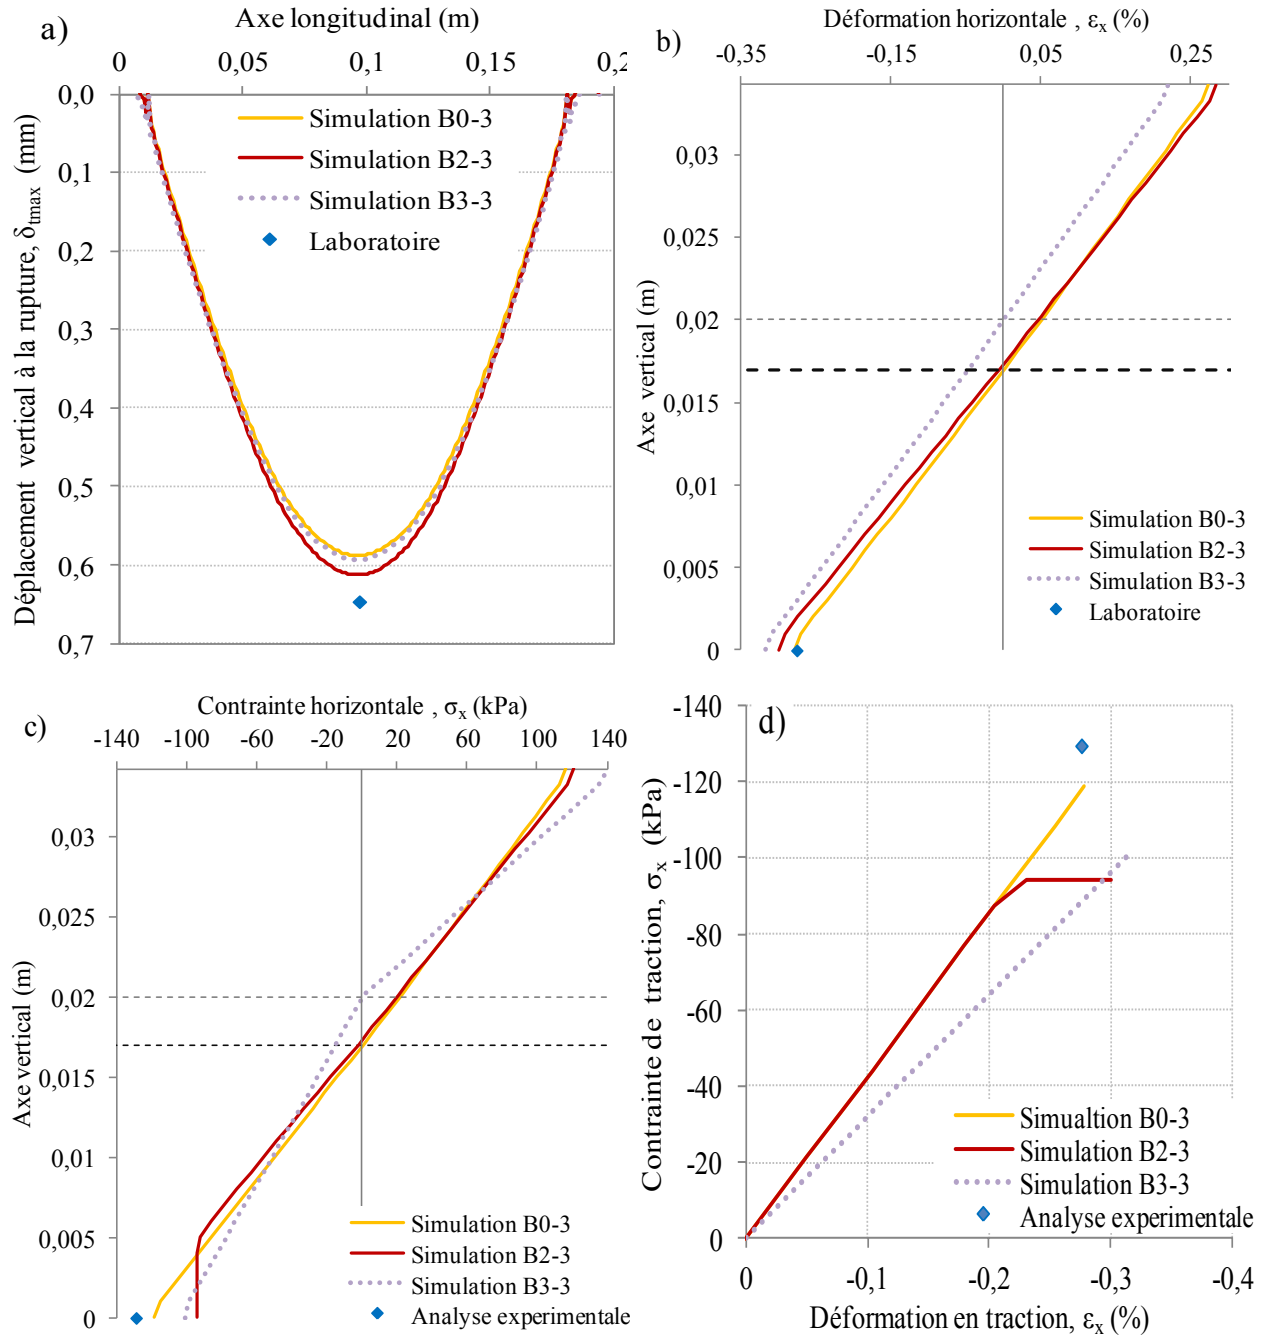 a)
Axe longitudinal (m)
0 0,05 0,1 0,15 0,2
Déplacement vertical à la rupture, δtmax (mm)
0,0
0,1
0,2
0,3
0,4
0,5
0,6
0,7
Simulation B0-3
Simulation B2-3
Simulation B3-3
Laboratoire
b)
Déformation horizontale , εx (%)
-0,35 -0,15 0,05 0,25
Axe vertical (m)
0,03
0,025
0,02
0,015
0,01
0,005
0
Simulation B0-3
Simulation B2-3
Simulation B3-3
Laboratoire
c)
Contrainte horizontale , σx (kPa)
-140 -100 -60 -20 20 60 100 140
Axe vertical (m)
0,03
0,025
0,02
0,015
0,01
0,005
0
Simulation B0-3
Simulation B2-3
Simulation B3-3
Analyse experimentale
d)
Contrainte de traction, σx (kPa)
-140
-120
-100
-80
-60
-40
-20
0
Simualtion B0-3
Simulation B2-3
Simulation B3-3
Analyse experimentale
0 -0,1 -0,2 -0,3 -0,4
Déformation en traction, εx (%)